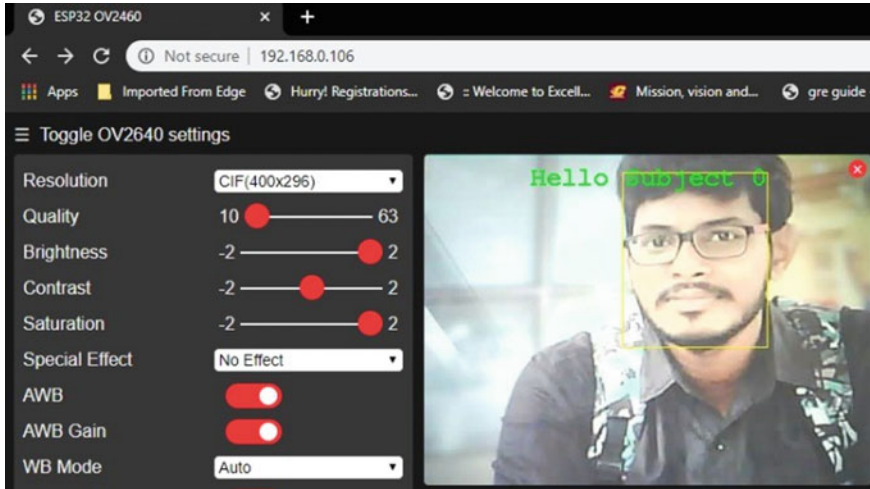 ESP32 OV2460
Not secure | 192.168.0.106
Apps Imported From Edge Hurry! Registrations... :: Welcome to Excell... Mission, vision and... gre guide
Toggle OV2640 settings
Resolution CIF(400x296)
Quality 10 63
Brightness -2 2
Contrast -2 2
Saturation -2 2
Special Effect No Effect
AWB
AWB Gain
WB Mode Auto
Hello subject 0